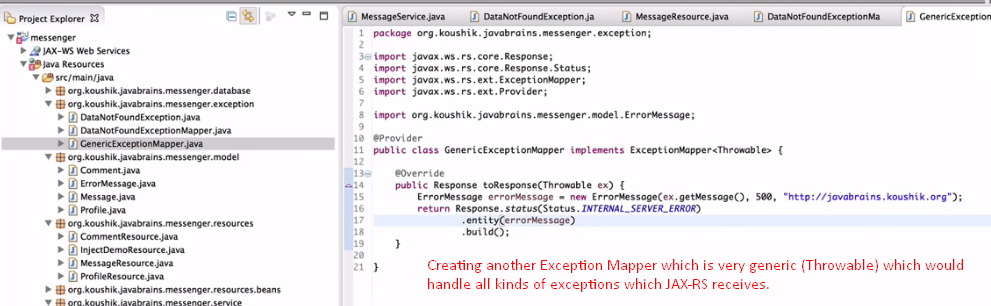 Project Explorer
messenger
JAX-WS Web Services
Java Resources
src/main/java
org.koushik.javabrains.messenger.database
org.koushik.javabrains.messenger.exception
DataNotFoundException.java
DataNotFoundExceptionMapper.java
GenericExceptionMapper.java
org.koushik.javabrains.messenger.model
Comment.java
ErrorMessage.java
Message.java
Profile.java
org.koushik.javabrains.messenger.resources
CommentResource.java
InjectDemoResource.java
MessageResource.java
ProfileResource.java
org.koushik.javabrains.messenger.resources.beans
org.koushik.javabrains.messenger.service
MessageService.java DataNotFoundException.ja MessageResource.java DataNotFoundExceptionMa GenericException
1 package org.koushik.javabrains.messenger.exception;
2
3 import javax.ws.rs.core.Response;
4 import javax.ws.rs.core.Response.Status;
5 import javax.ws.rs.ext.ExceptionMapper;
6 import javax.ws.rs.ext.Provider;
7
8 import org.koushik.javabrains.messenger.model.ErrorMessage;
9
10 @Provider
11 public class GenericExceptionMapper implements ExceptionMapper<Throwable> {
12
13 @Override
14 public Response toResponse(Throwable ex) {
15 ErrorMessage errorMessage = new ErrorMessage(ex.getMessage(), 500, "http://javabrains.koushik.org");
16 return Response.status(Status.INTERNAL_SERVER_ERROR)
17 .entity(errorMessage)
18 .build();
19 }
20
21 }
Creating another Exception Mapper which is very generic (Throwable) which would
handle all kinds of exceptions which JAX-RS receives.